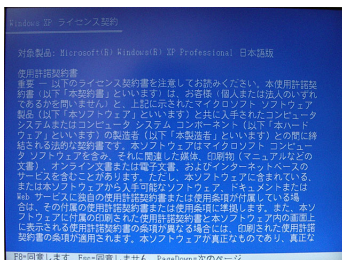 Windows XP ライセンス契約
対象製品: Microsoft(R) Windows(R) XP Professional 日本語版
使用許諾契約書
重要 - 以下のライセンス契約書を注意してお読みください。本使用許諾契
約書 (以下「本契約書」といいます) は、お客様 (個人または法人のいずれ
であるかを問いません) と、上記に示されたマイクロソフト ソフトウェア
製品 (以下「本ソフトウェア」といいます) と共に入手されたコンピュータ
システムまたはコンピュータ システム コンポーネント (以下「本ハード
ウェア」といいます) の製造者 (以下「本製造者」といいます) との間に締
結される法的な契約書です。本ソフトウェアは マイクロソフト コンピュー
タ ソフトウェアを含み、それに関連した媒体、印刷物 (マニュアルなどの
文書)、オンライン文書または電子文書、およびインターネットベースの
サービスを含むことがあります。ただし、本ソフトウェアに含まれている、
または本ソフトウェアから入手可能なソフトウェア、ドキュメントまたは
Web サービスに独自の使用許諾契約書または使用条項が付属している場
合は、その付属の使用許諾契約書または使用条項に準拠します。また、本ソ
フトウェアに付属の印刷された使用許諾契約書と本ソフトウェア内の画面上
に表示される使用許諾契約書の条項が異なる場合には、印刷された使用許諾
契約書の条項が適用されます。本ソフトウェアが真正なものであり、真正な
F8=同意します Esc=同意しません PageDown=次のページ